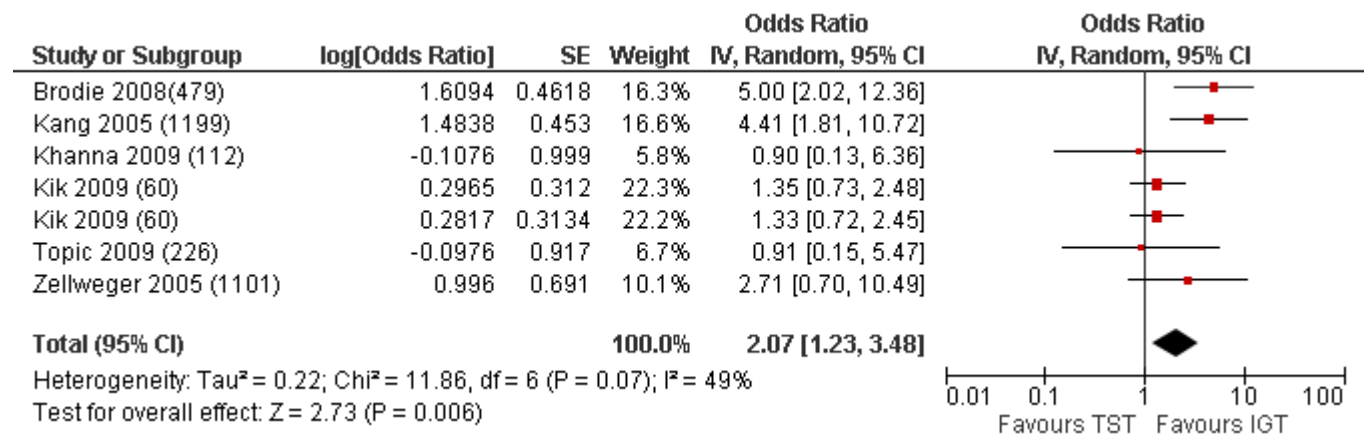 Odds Ratio Odds Ratio
Study or Subgroup log[Odds Ratio] SE Weight IV, Random, 95% CI IV, Random, 95% CI
Brodie 2008(479) 1.6094 0.4618 16.3% 5.00 [2.02, 12.36]
Kang 2005 (1199) 1.4838 0.453 16.6% 4.41 [1.81, 10.72]
Khanna 2009 (112) -0.1076 0.999 5.8% 0.90 [0.13, 6.36]
Kik 2009 (60) 0.2965 0.312 22.3% 1.35 [0.73, 2.48]
Kik 2009 (60) 0.2817 0.3134 22.2% 1.33 [0.72, 2.45]
Topic 2009 (226) -0.0976 0.917 6.7% 0.91 [0.15, 5.47]
Zellweger 2005 (1101) 0.996 0.691 10.1% 2.71 [0.70, 10.49]
Total (95% CI) 100.0% 2.07 [1.23, 3.48]
Heterogeneity: Tau² = 0.22; Chi² = 11.86, df = 6 (P = 0.07); I² = 49%
Test for overall effect: Z = 2.73 (P = 0.006)
0.01 0.1 1 10 100
Favours TST Favours IGT